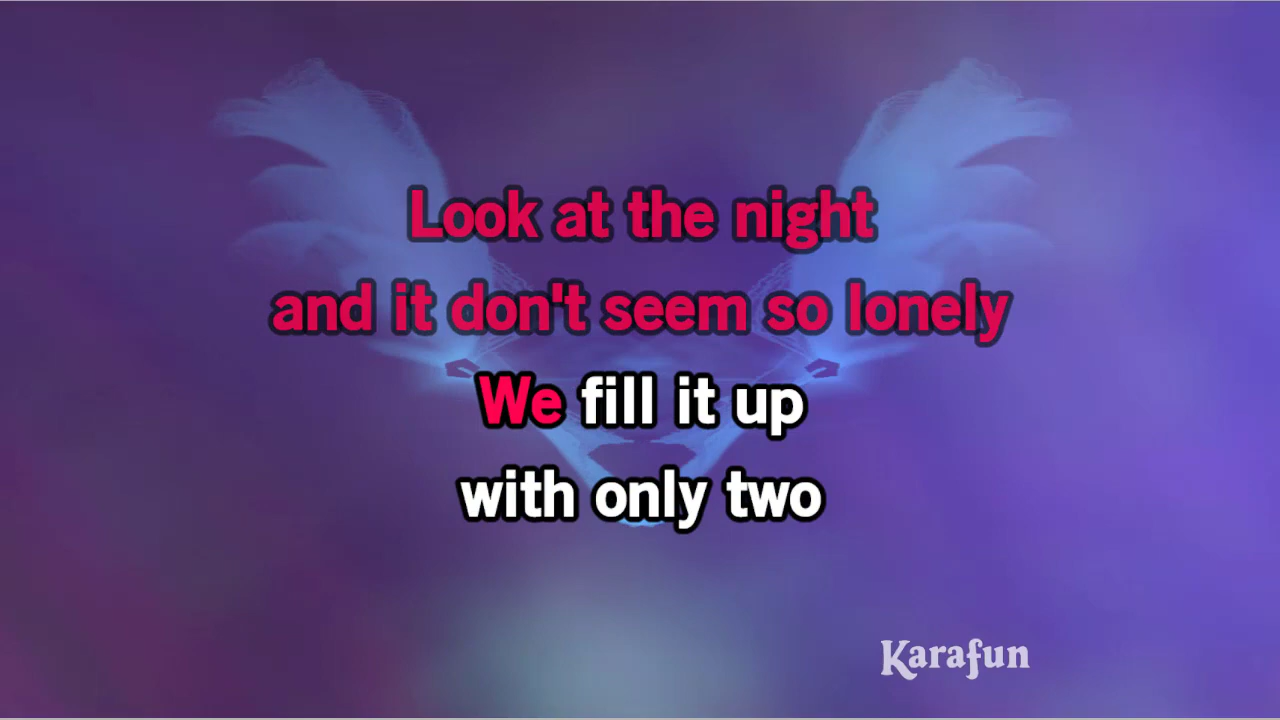 Look at the night
and it don't seem so lonely
We fill it up
with only two
Karafun